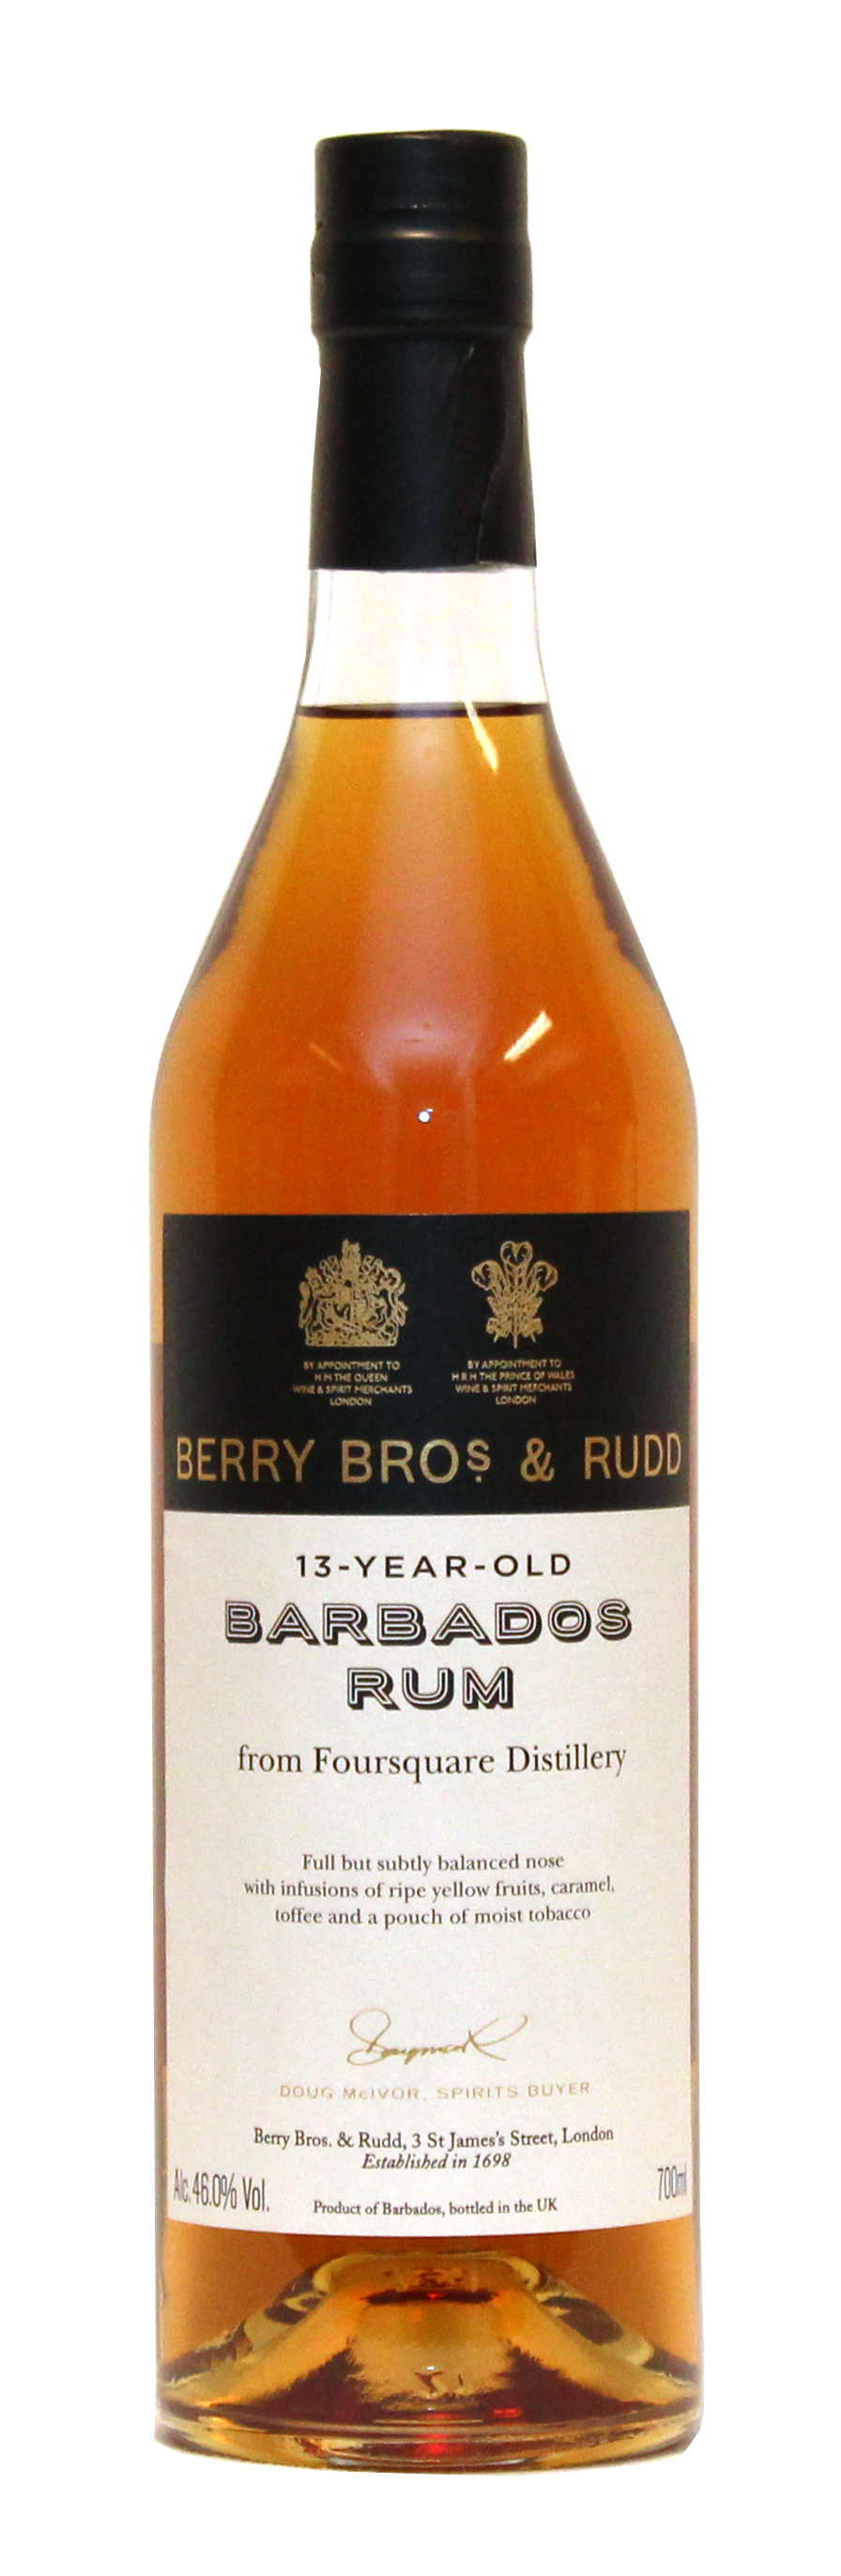 BY APPOINTMENT TO
H M THE QUEEN
WINE & SPIRIT MERCHANTS
LONDON
BY APPOINTMENT TO
H R H THE PRINCE OF WALES
WINE & SPIRIT MERCHANTS
LONDON
BERRY BROS & RUDD
13-YEAR-OLD
BARBADOS
RUM
from Foursquare Distillery
Full but subtly balanced nose
with infusions of ripe yellow fruits, caramel,
toffee and a pouch of moist tobacco
DOUG McIVOR, SPIRITS BUYER
Berry Bros. & Rudd, 3 St James's Street, London
Established in 1698
Alc. 46.0% Vol.
Product of Barbados, bottled in the UK
700ml